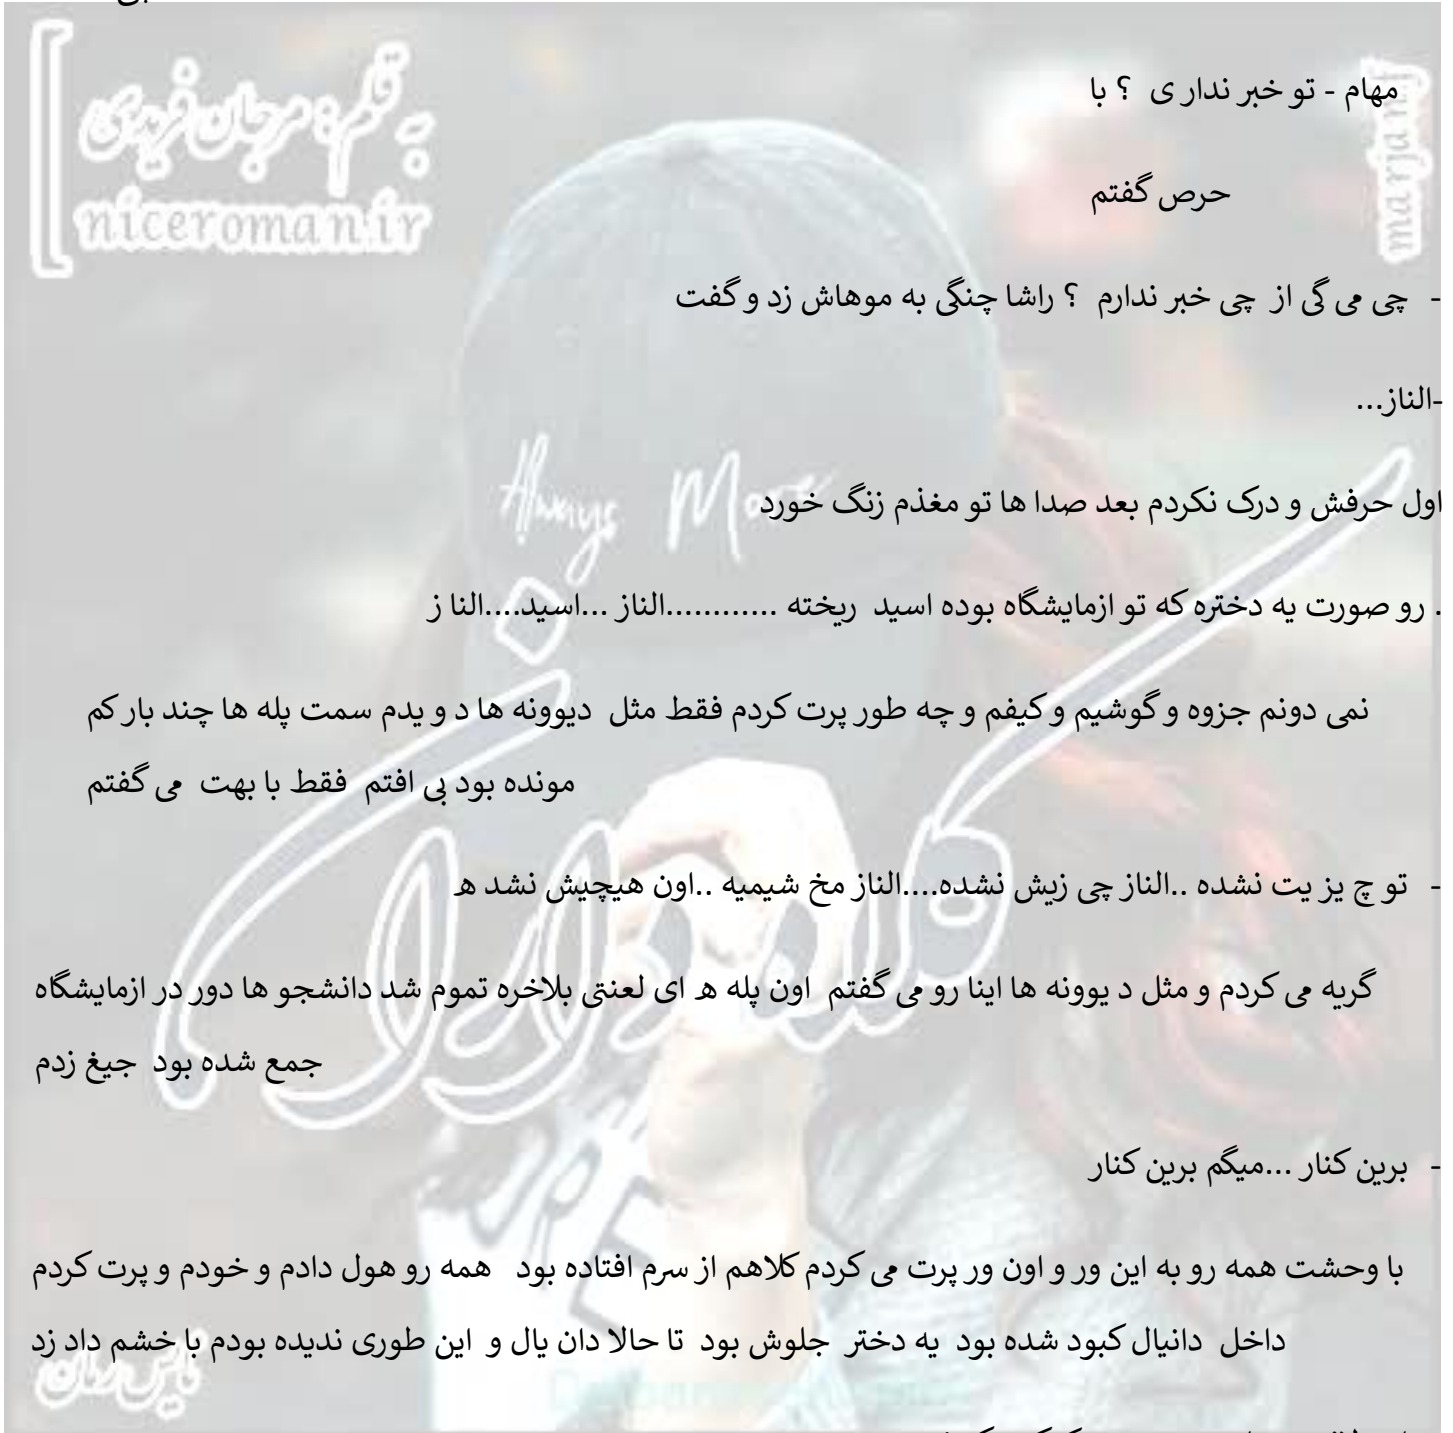 به قلم: مرجان فریدی
niceroman.ir
marjan.f
مهام - تو خبر ندار ی ؟ با
حرص گفتم
- چی می گی از چی خبر ندارم ؟ راشا چنگی به موهاش زد و گفت
-الناز...
Always More
اول حرفش و درک نکردم بعد صدا ها تو مغذم زنگ خورد
. رو صورت یه دختره که تو ازمایشگاه بوده اسید ریخته ............الناز ...اسید....النا ز
نمی دونم جزوه و گوشیم و کیفم و چه طور پرت کردم فقط مثل دیوونه ها د و یدم سمت پله ها چند بار کم
مونده بود بی افتم فقط با بهت می گفتم
- تو چ یز یت نشده ..الناز چی زیش نشده....الناز مخ شیمیه ..اون هیچیش نشد ه
گریه می کردم و مثل د یوونه ها اینا رو می گفتم اون پله ه ای لعنتی بلاخره تموم شد دانشجو ها دور در ازمایشگاه
جمع شده بود جیغ زدم
- برین کنار ...میگم برین کنار
با وحشت همه رو به این ور و اون ور پرت می کردم کلاهم از سرم افتاده بود همه رو هول دادم و خودم و پرت کردم
داخل دانیال کبود شده بود یه دختر جلوش بود تا حالا دان یال و این طوری ندیده بودم با خشم داد زد
نایس رمان